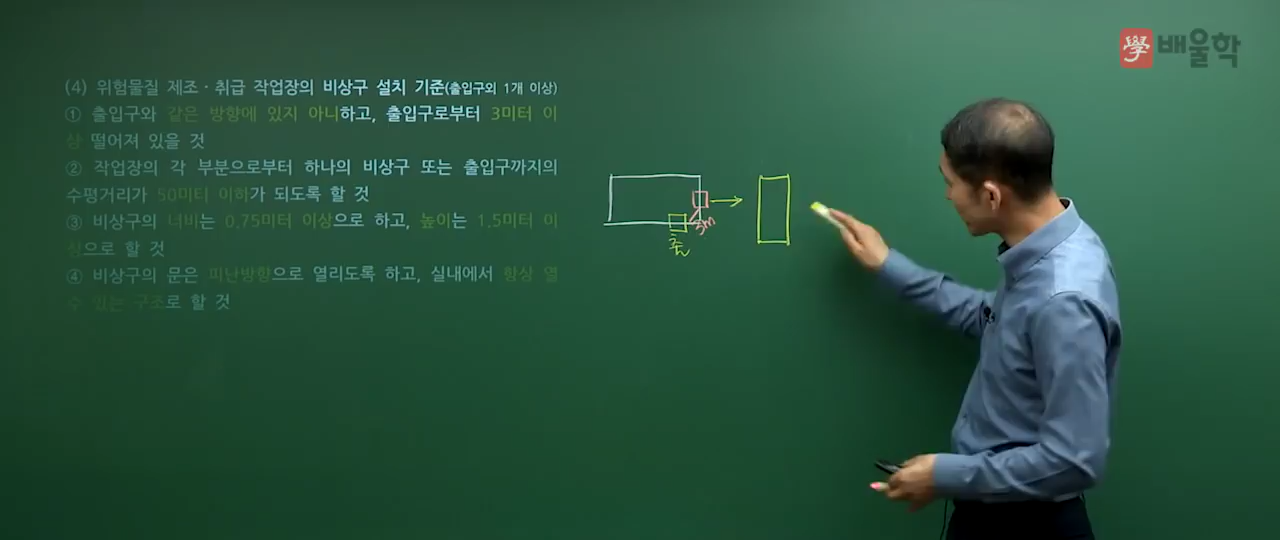 學 배울학
(4) 위험물질 제조·취급 작업장의 비상구 설치 기준(출입구외 1개 이상)
① 출입구와 같은 방향에 있지 아니하고, 출입구로부터 3미터 이
상 떨어져 있을 것
② 작업장의 각 부분으로부터 하나의 비상구 또는 출입구까지의
수평거리가 50미터 이하가 되도록 할 것
③ 비상구의 너비는 0.75미터 이상으로 하고, 높이는 1.5미터 이
상으로 할 것
④ 비상구의 문은 피난방향으로 열리도록 하고, 실내에서 항상 열
수 있는 구조로 할 것
3m
출